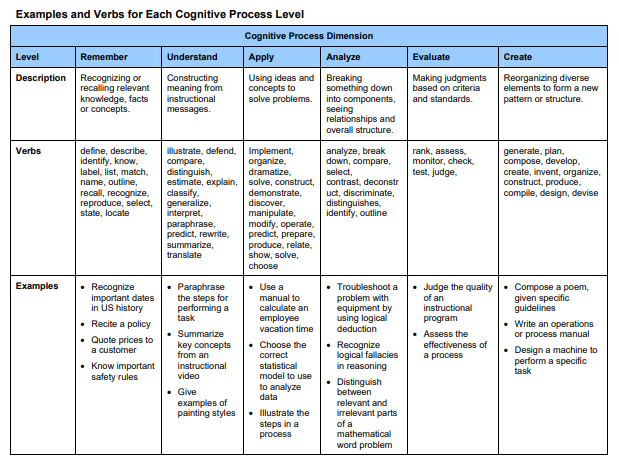 Examples and Verbs for Each Cognitive Process Level
Cognitive Process Dimension
Level
Remember
Understand
Apply
Analyze
Evaluate
Create
Description
Recognizing or
recalling relevant
knowledge, facts
or concepts.
Constructing
meaning from
instructional
messages.
Using ideas and
concepts to
solve problems.
Breaking
something down
into components,
seeing
relationships and
overall structure.
Making judgments
based on criteria
and standards.
Reorganizing diverse
elements to form a new
pattern or structure.
Verbs
define, describe,
identify, know,
label, list, match,
name, outline,
recall, recognize,
reproduce, select,
state, locate
illustrate, defend,
compare,
distinguish,
estimate, explain,
classify,
generalize,
interpret,
paraphrase,
predict, rewrite,
summarize,
translate
Implement,
organize,
dramatize,
solve, construct,
demonstrate,
discover,
manipulate,
modify, operate,
predict, prepare,
produce, relate,
show, solve,
choose
analyze, break
down, compare,
select,
contrast, deconstr
uct, discriminate,
distinguishes,
identify, outline
rank, assess,
monitor, check,
test, judge,
generate, plan,
compose, develop,
create, invent, organize,
construct, produce,
compile, design, devise
Examples
• Recognize
important dates
in US history
• Recite a policy
• Quote prices to
a customer
• Know important
safety rules
• Paraphrase
the steps for
performing a
task
• Summarize
key concepts
from an
instructional
video
• Give
examples of
painting styles
• Use a
manual to
calculate an
employee
vacation time
• Choose the
correct
statistical
model to use
to analyze
data
• Illustrate the
steps in a
process
• Troubleshoot a
problem with
equipment by
using logical
deduction
• Recognize
logical fallacies
in reasoning
• Distinguish
between
relevant and
irrelevant parts
of a
mathematical
word problem
• Judge the quality
of an
instructional
program
• Assess the
effectiveness of
a process
• Compose a poem,
given specific
guidelines
• Write an operations
or process manual
• Design a machine to
perform a specific
task